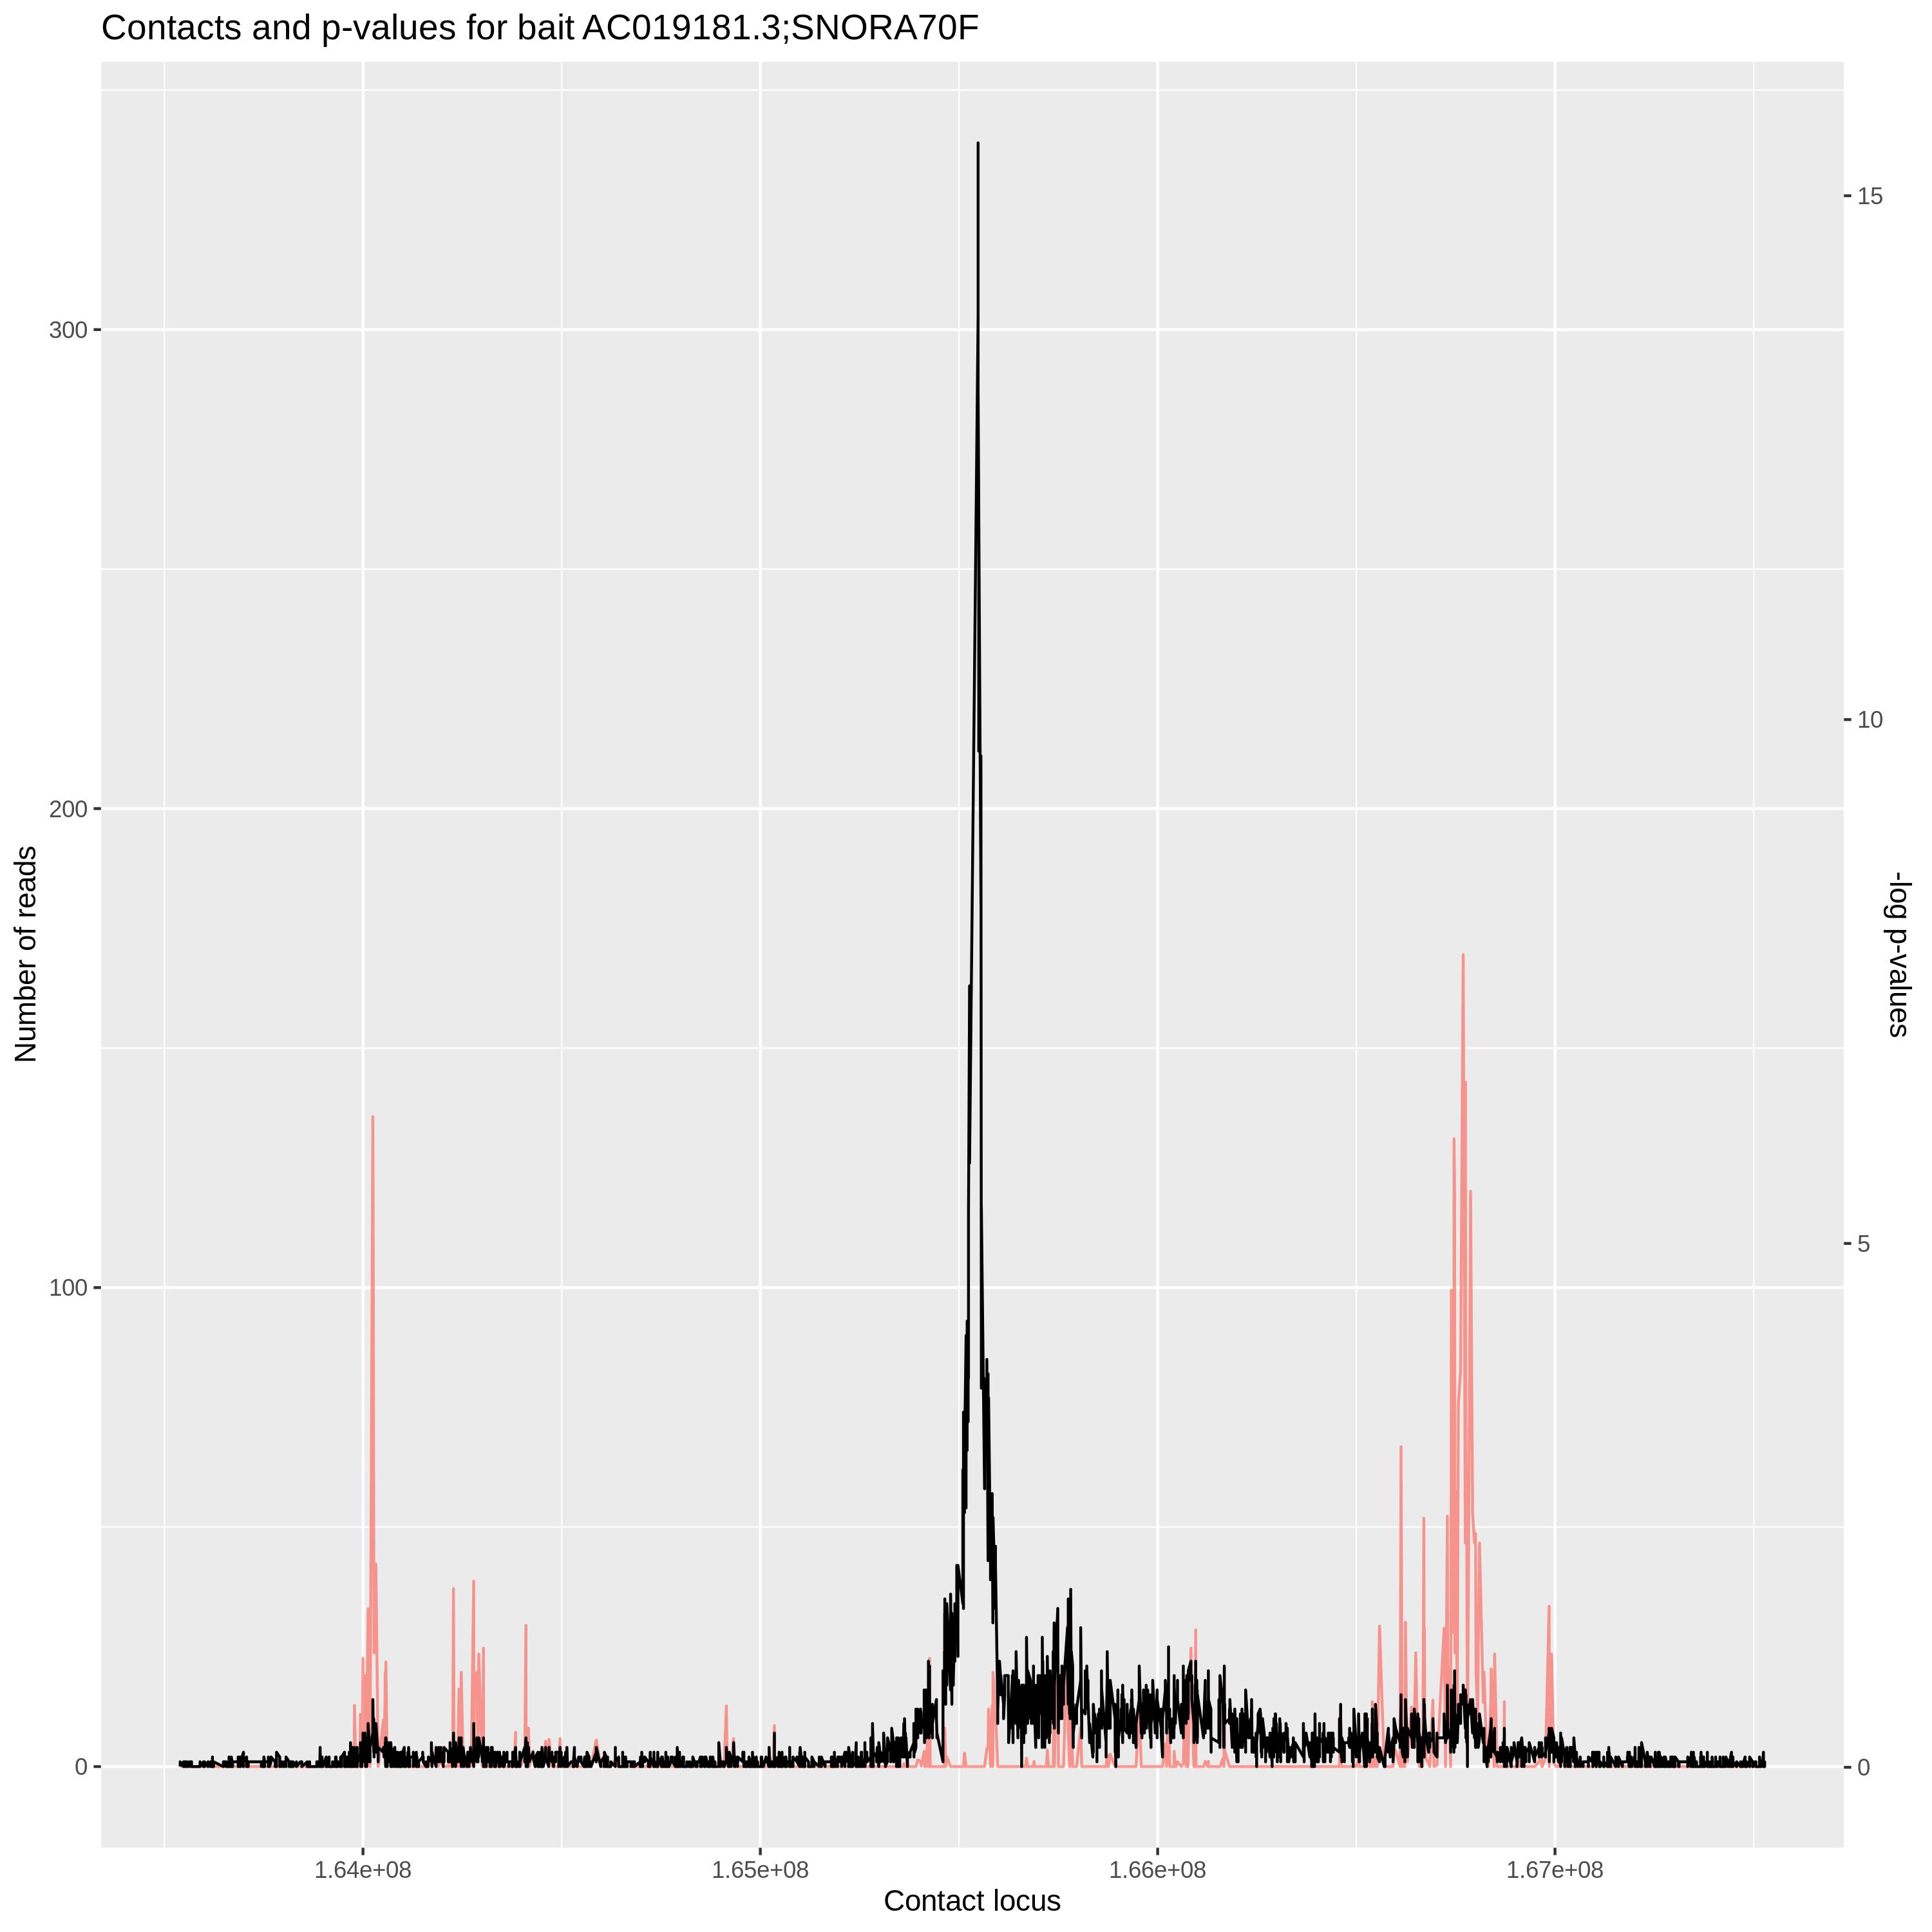 Contacts and p-values for bait AC019181.3;SNORA70F
Number of reads
300
200
100
0
15
10
5
0
-log p-values
1.64e+08
1.65e+08
1.66e+08
1.67e+08
Contact locus